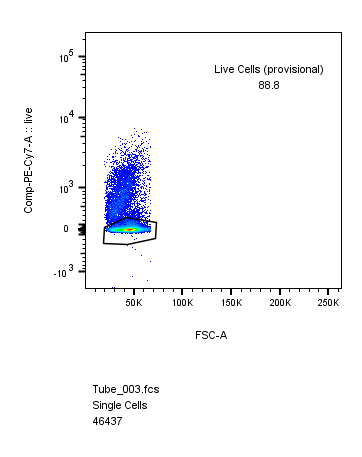 Live Cells (provisional)
88.8
Comp-PE-Cy7-A :: live
10^5
10^4
10^3
0
-10^3
50K 100K 150K 200K 250K
FSC-A
Tube_003.fcs
Single Cells
46437